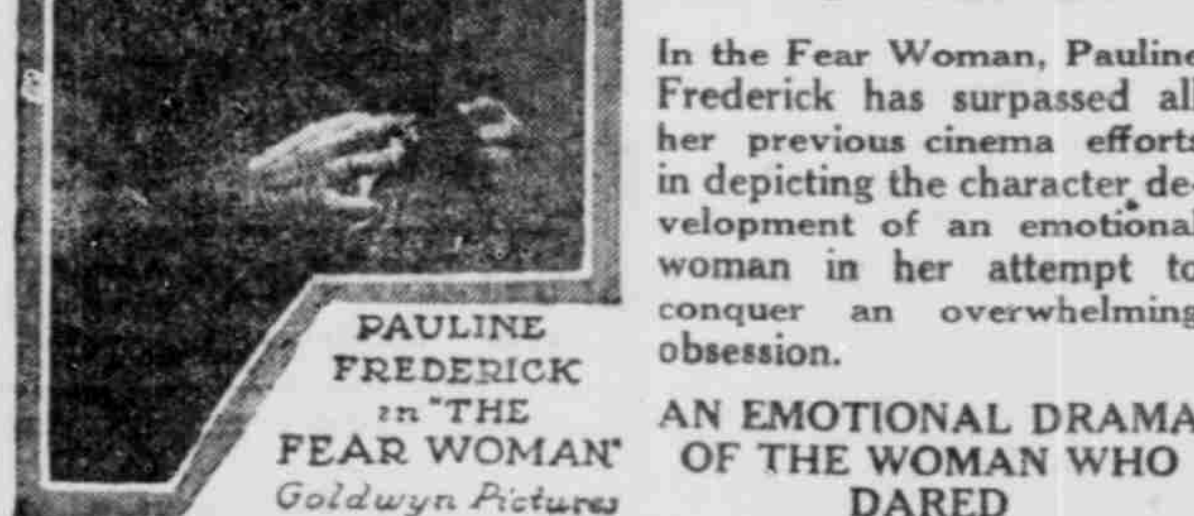 PAULINE
FREDERICK
in "THE
FEAR WOMAN"
Goldwyn Pictures
In the Fear Woman, Pauline
Frederick has surpassed all
her previous cinema efforts
in depicting the character de-
velopment of an emotional
woman in her attempt to
conquer an overwhelming
obsession.
AN EMOTIONAL DRAMA
OF THE WOMAN WHO
DARED